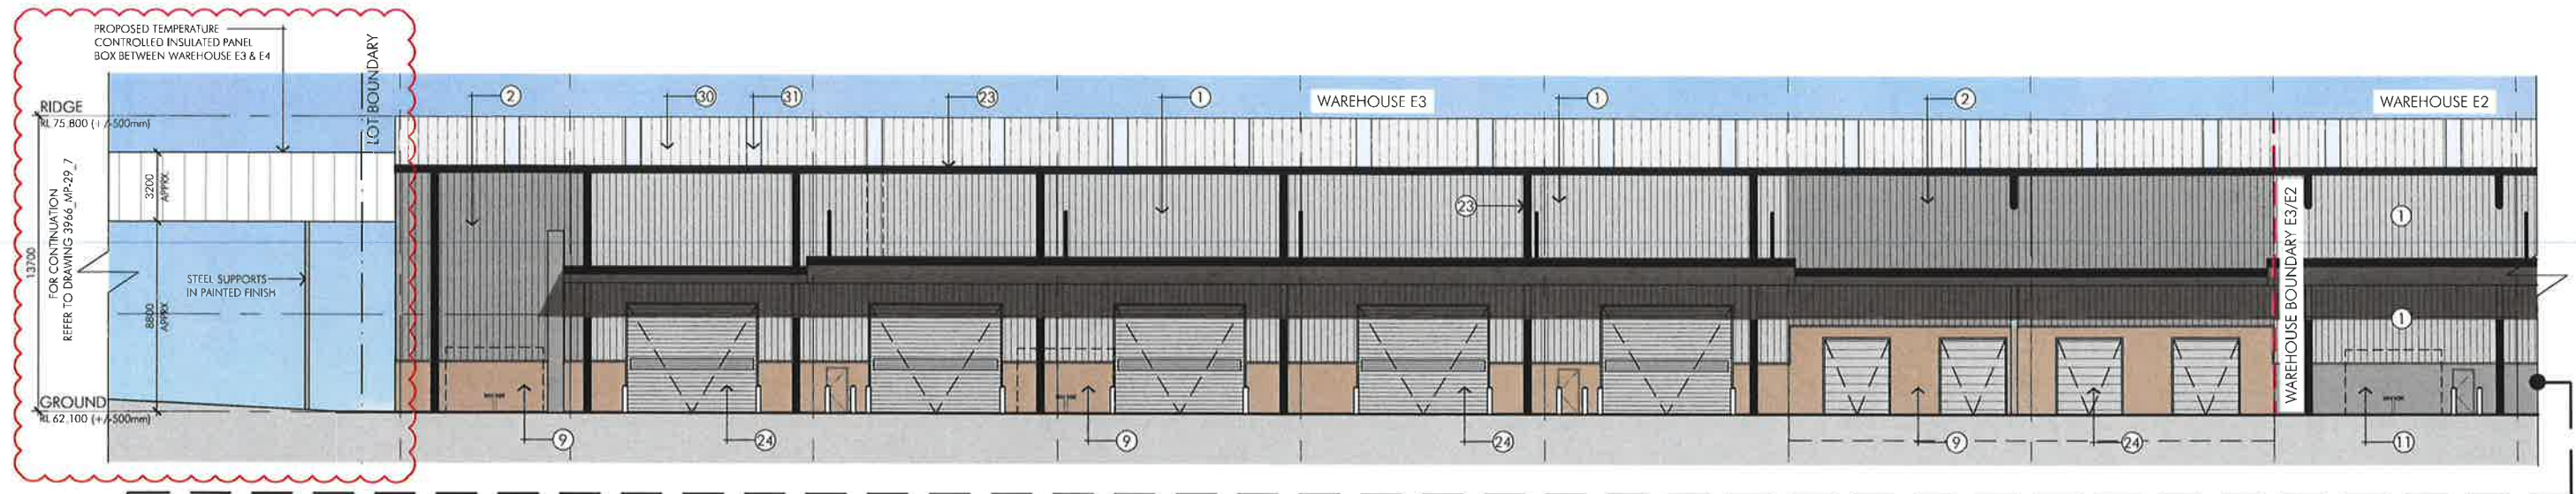 PROPOSED TEMPERATURE
CONTROLLED INSULATED PANEL
BOX BETWEEN WAREHOUSE E3 & E4
LOT BOUNDARY
RIDGE
RL 75.800 (+/-500mm)
13700
FOR CONTINUATION
REFER TO DRAWING 3966_MP-29_7
3200
APPRX.
8800
APPRX
STEEL SUPPORTS
IN PAINTED FINISH
GROUND
RL 62.100 (+/-500mm)
2
30
31
23
1
WAREHOUSE E3
1
2
WAREHOUSE E2
23
1
WAREHOUSE BOUNDARY E3/E2
1
9
24
9
24
9
24
11